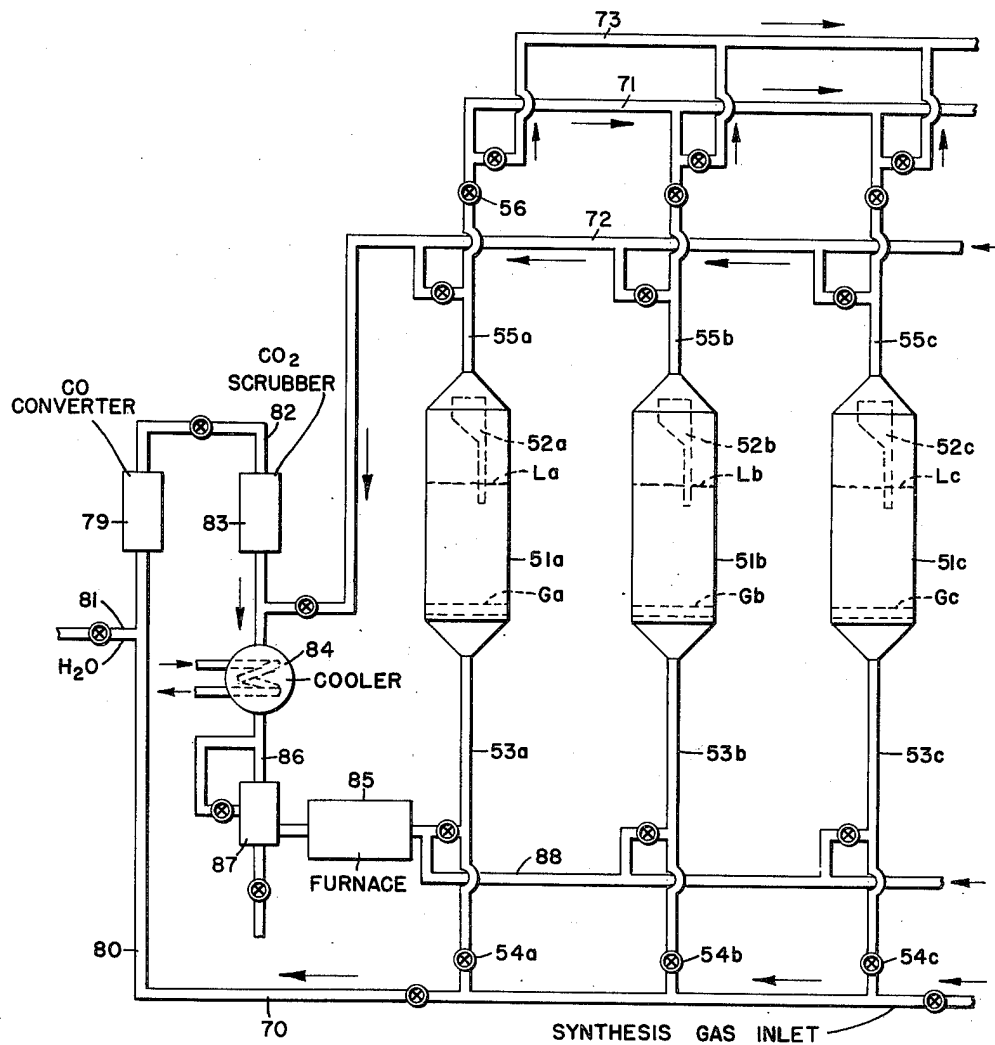 73
71
56
72
55a
55b
55c
CO2
SCRUBBER
CO
CONVERTER
82
52a
52b
52c
La
Lb
Lc
79
83
51a
51b
51c
Ga
Gb
Gc
81
H2O
84
COOLER
53a
53b
53c
86
85
87
FURNACE
88
80
54a
54b
54c
70
SYNTHESIS GAS INLET